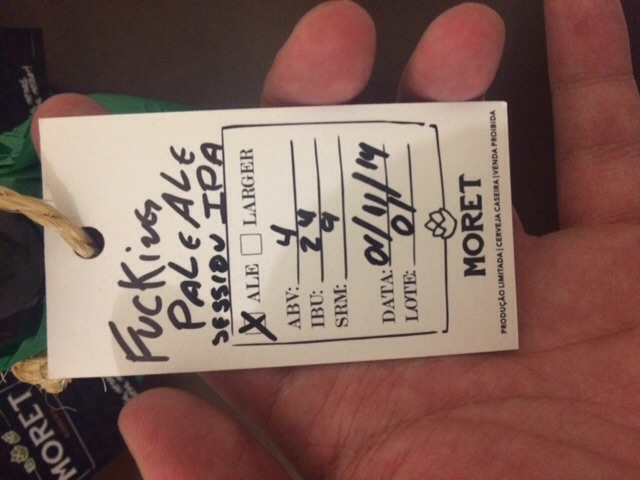 Fucking
PALE ALE
SESSION IPA
X ALE LARGER
ABV: 4
IBU: 24
SRM: 9
DATA: 01/11/14
LOTE: 01
MORET
PRODUÇÃO LIMITADA | CERVEJA CASEIRA | VENDA PROIBIDA
MORET